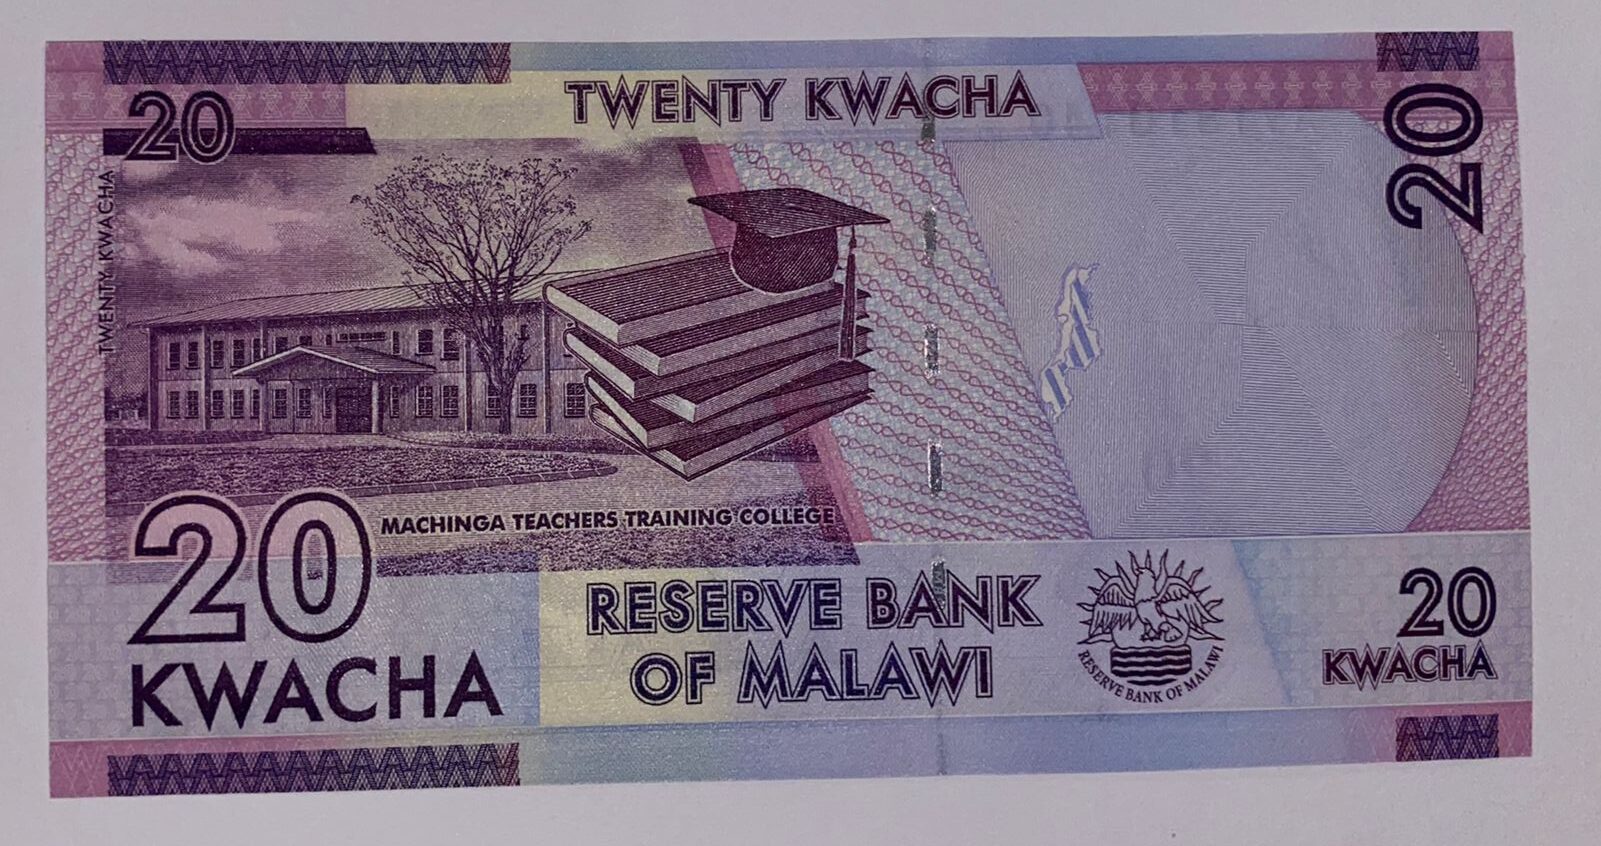 TWENTY KWACHA
20
20
TWENTY KWACHA
MACHINGA TEACHERS TRAINING COLLEGE
20
KWACHA
RESERVE BANK
OF MALAWI
RESERVE BANK OF MALAWI
20
KWACHA